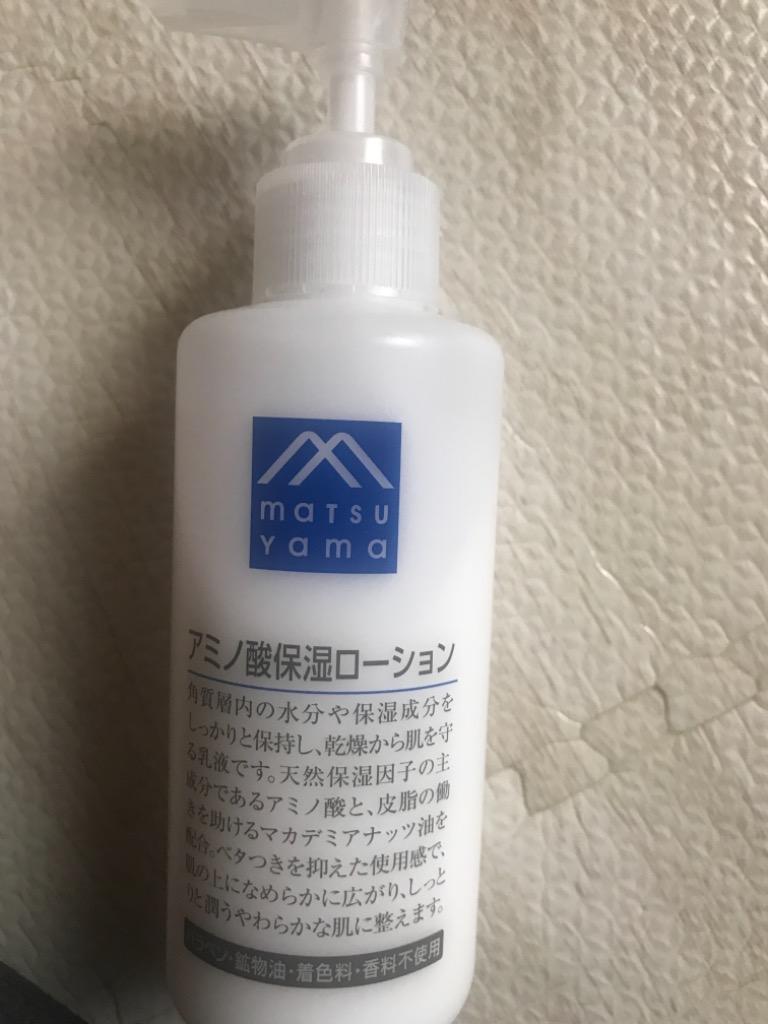 maTSU
Yama
アミノ酸保湿ローション
角質層内の水分や保湿成分を
しっかりと保持し、乾燥から肌を守
る乳液です。天然保湿因子の主
成分であるアミノ酸と、皮脂の働
きを助けるマカデミアナッツ油を
配合。ベタつきを抑えた使用感で、
肌の上になめらかに広がり、しっと
りと潤うやわらかな肌に整えます。
パラベン・鉱物油・着色料・香料不使用